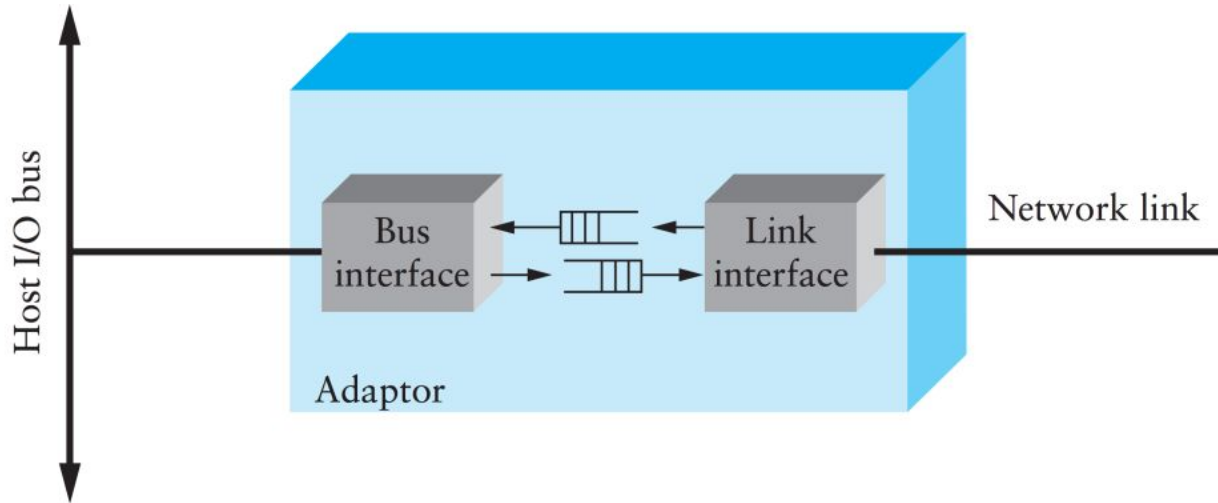 Host I/O bus
Bus
interface
Link
interface
Network link
Adaptor